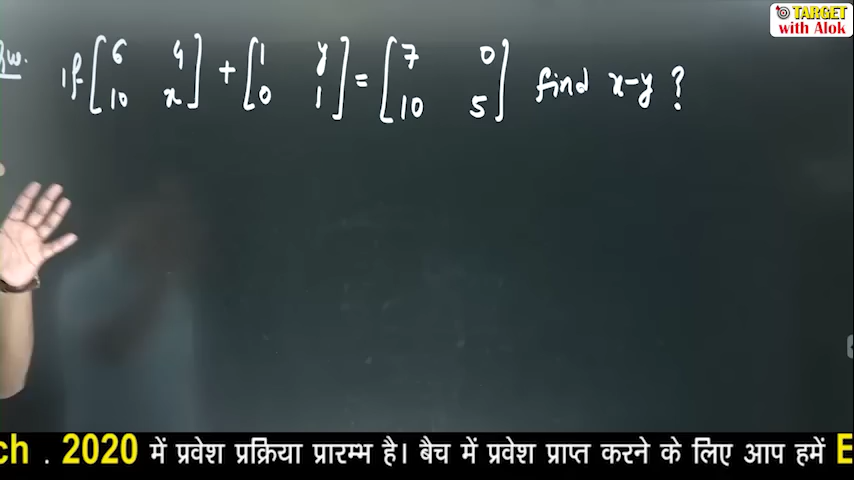 TARGET
with Alok
Qw.
If [6 4] + [1 y] = [7 0] find x-y ?
[10 x] [0 1] [10 5]
ch . 2020 में प्रवेश प्रक्रिया प्रारम्भ है। बैच में प्रवेश प्राप्त करने के लिए आप हमें E